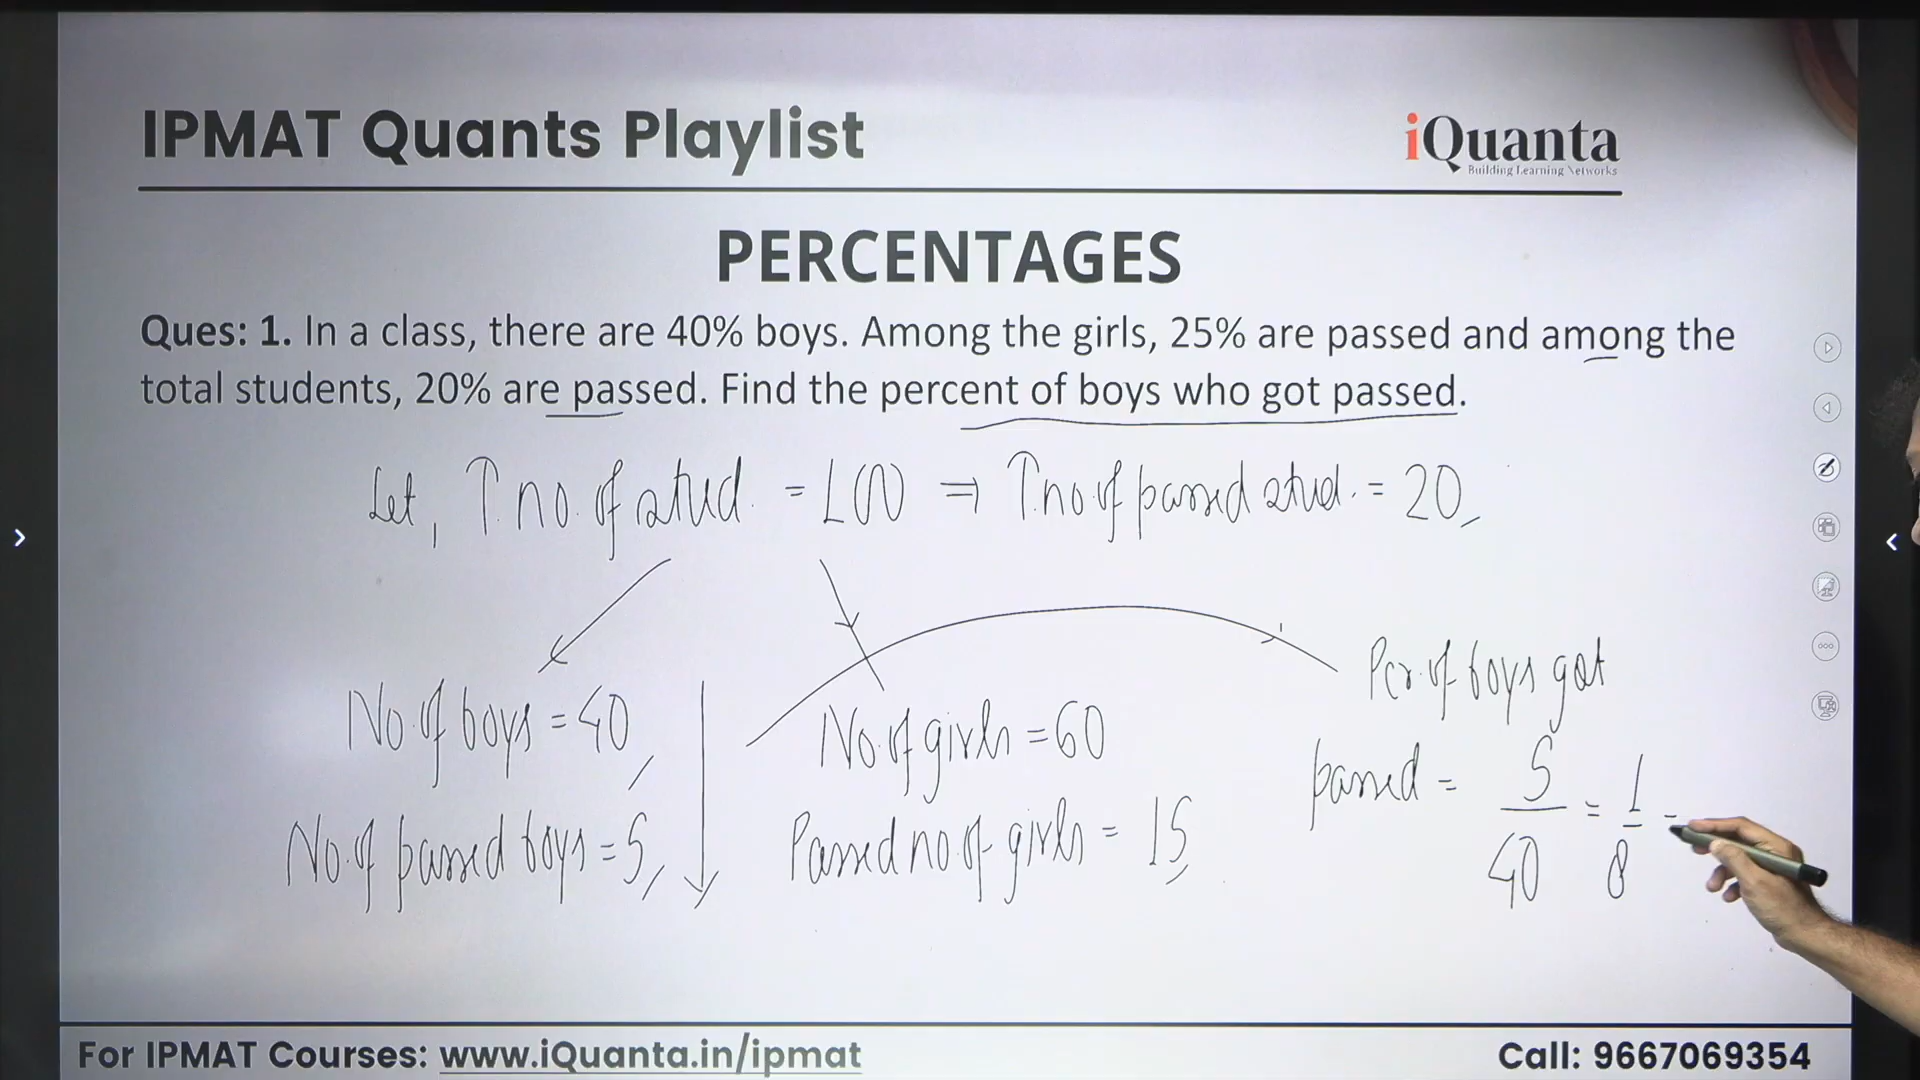 IPMAT Quants Playlist
iQuanta
Building Learning Networks
PERCENTAGES
Ques: 1. In a class, there are 40% boys. Among the girls, 25% are passed and among the
total students, 20% are passed. Find the percent of boys who got passed.
Let, T.no. of stud. = 100 ⇒ T.no. of passed stud. = 20
No. of boys = 40
No. of girls = 60
Per. of boys got
No. of passed boys = 5
Passed no. of girls = 15
passed = 5/40 = 1/8 -
For IPMAT Courses: www.iQuanta.in/ipmat
Call: 9667069354